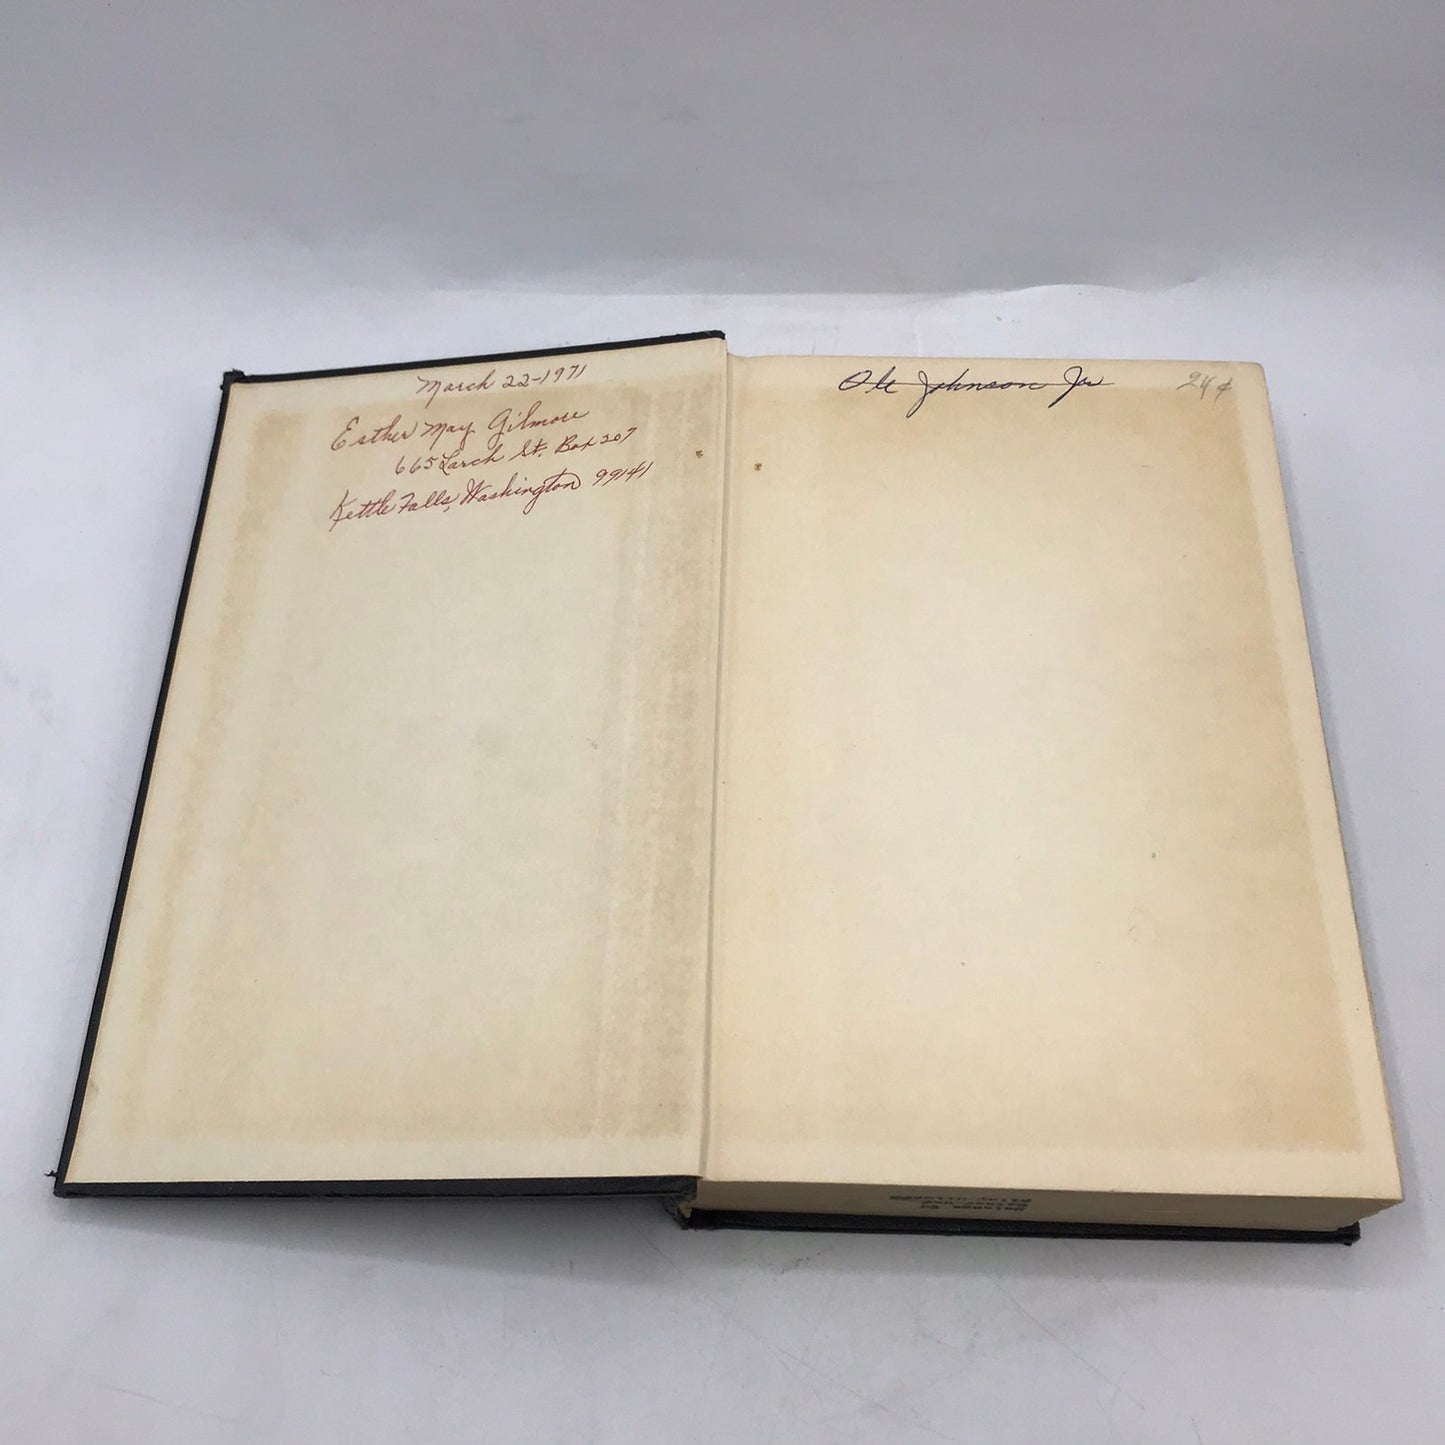 March 22-1971
Esther May Gilmore
665 Larch St. Box 207
Kettle Falls, Washington 99141
Ole Johnson Jr
24¢